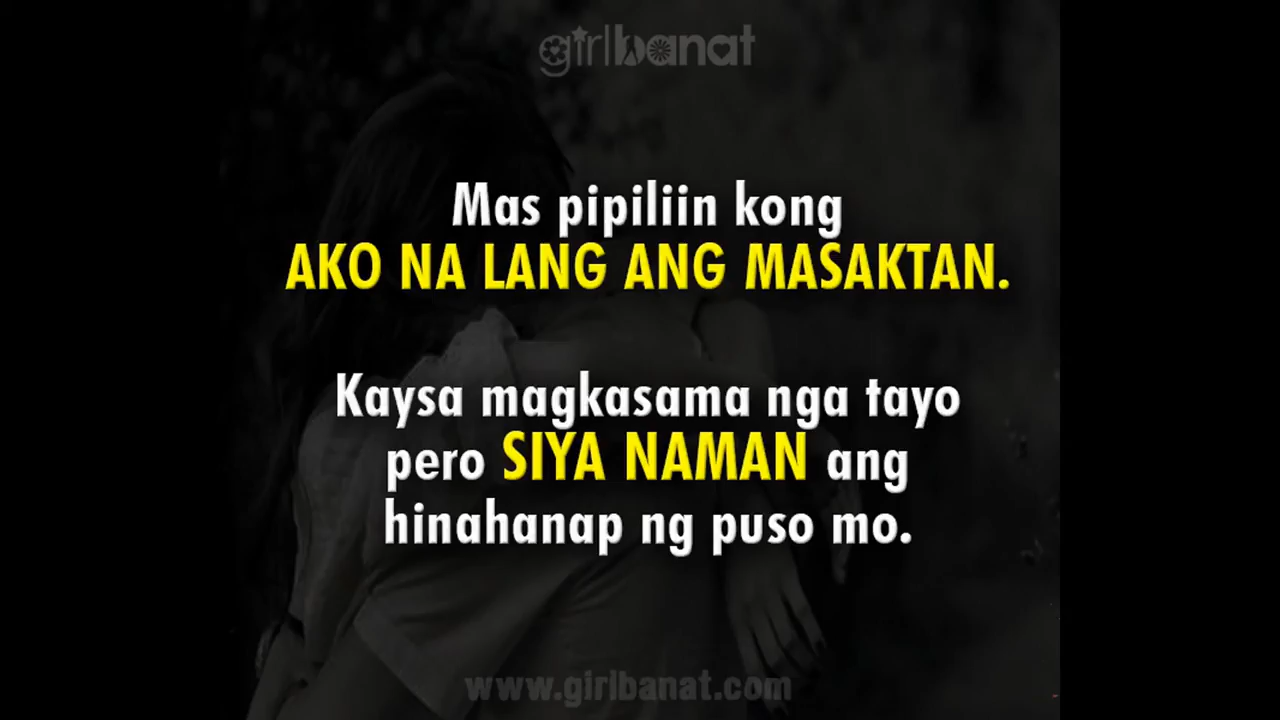 girlbanat
Mas pipiliin kong
AKO NA LANG ANG MASAKTAN.
Kaysa magkasama nga tayo
pero SIYA NAMAN ang
hinahanap ng puso mo.
www.girlbanat.com